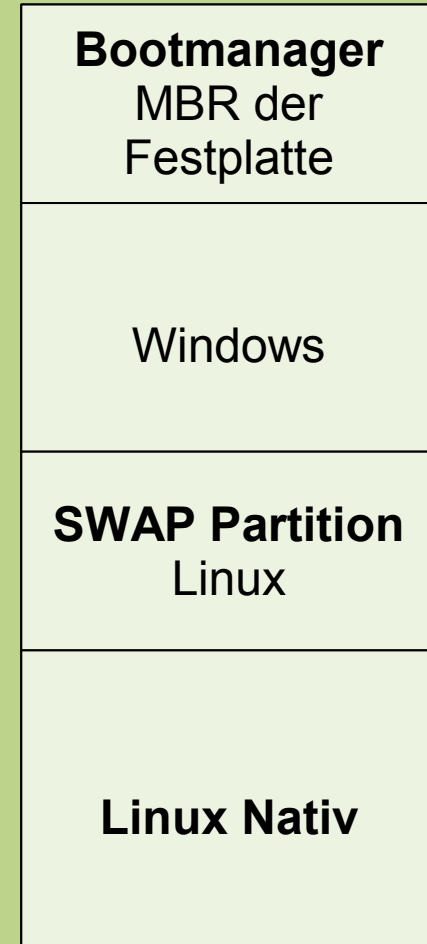 Bootmanager
MBR der
Festplatte
Windows
SWAP Partition
Linux
Linux Nativ